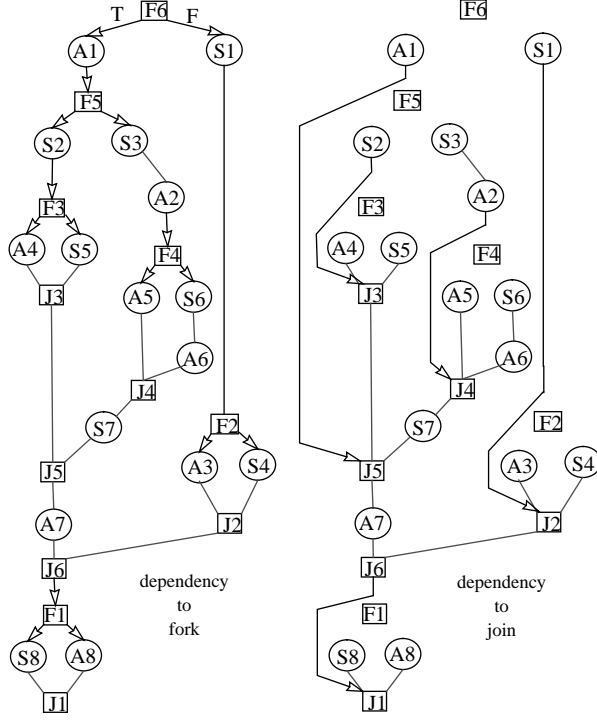 T F6 F
A1 S1
F5
S2 S3
A2
F3
A4 S5 F4
J3 A5 S6
A6
J4
S7 F2
J5 A3 S4
A7 J2
J6
dependency
to
fork
F1
S8 A8
J1
F6
A1 S1
F5
S2 S3
A2
F3
A4 S5 F4
J3 A5 S6
A6
J4
S7 F2
J5 A3 S4
A7 J2
J6
dependency
to
join
F1
S8 A8
J1